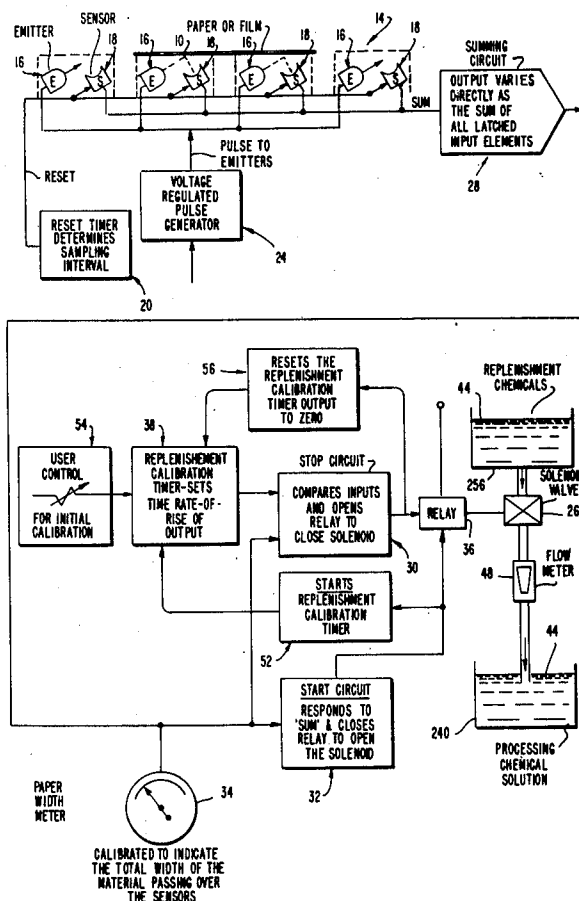 EMITTER
SENSOR
PAPER OR FILM
16
18
16
10
18
16
18
16
14
18
E
S
E
S
E
S
E
S
SUM
SUMMING CIRCUIT
OUTPUT VARIES
DIRECTLY AS
THE SUM OF
ALL LATCHED
INPUT ELEMENTS
28
RESET
PULSE TO
EMITTERS
VOLTAGE
REGULATED
PULSE
GENERATOR
24
RESET TIMER
DETERMINES
SAMPLING
INTERVAL
20
56
RESETS THE
REPLENISHMENT
CALIBRATION
TIMER OUTPUT
TO ZERO
REPLENISHMENT
CHEMICALS
44
256
54
USER
CONTROL
FOR INITIAL
CALIBRATION
38
REPLENISHEMENT
CALIBRATION
TIMER-SETS
TIME RATE-OF-
RISE OF
OUTPUT
STOP CIRCUIT
COMPARES INPUTS
AND OPENS
RELAY TO
CLOSE SOLENOID
30
RELAY
36
SOLENOID
VALVE
26
48
FLOW
METER
STARTS
REPLENISHMENT
CALIBRATION
TIMER
52
44
240
PROCESSING
CHEMICAL
SOLUTION
START CIRCUIT
RESPONDS TO
'SUM' & CLOSES
RELAY TO OPEN
THE SOLENOID
32
PAPER
WIDTH
METER
34
CALIBRATED TO INDICATE
THE TOTAL WIDTH OF THE
MATERIAL PASSING OVER
THE SENSORS